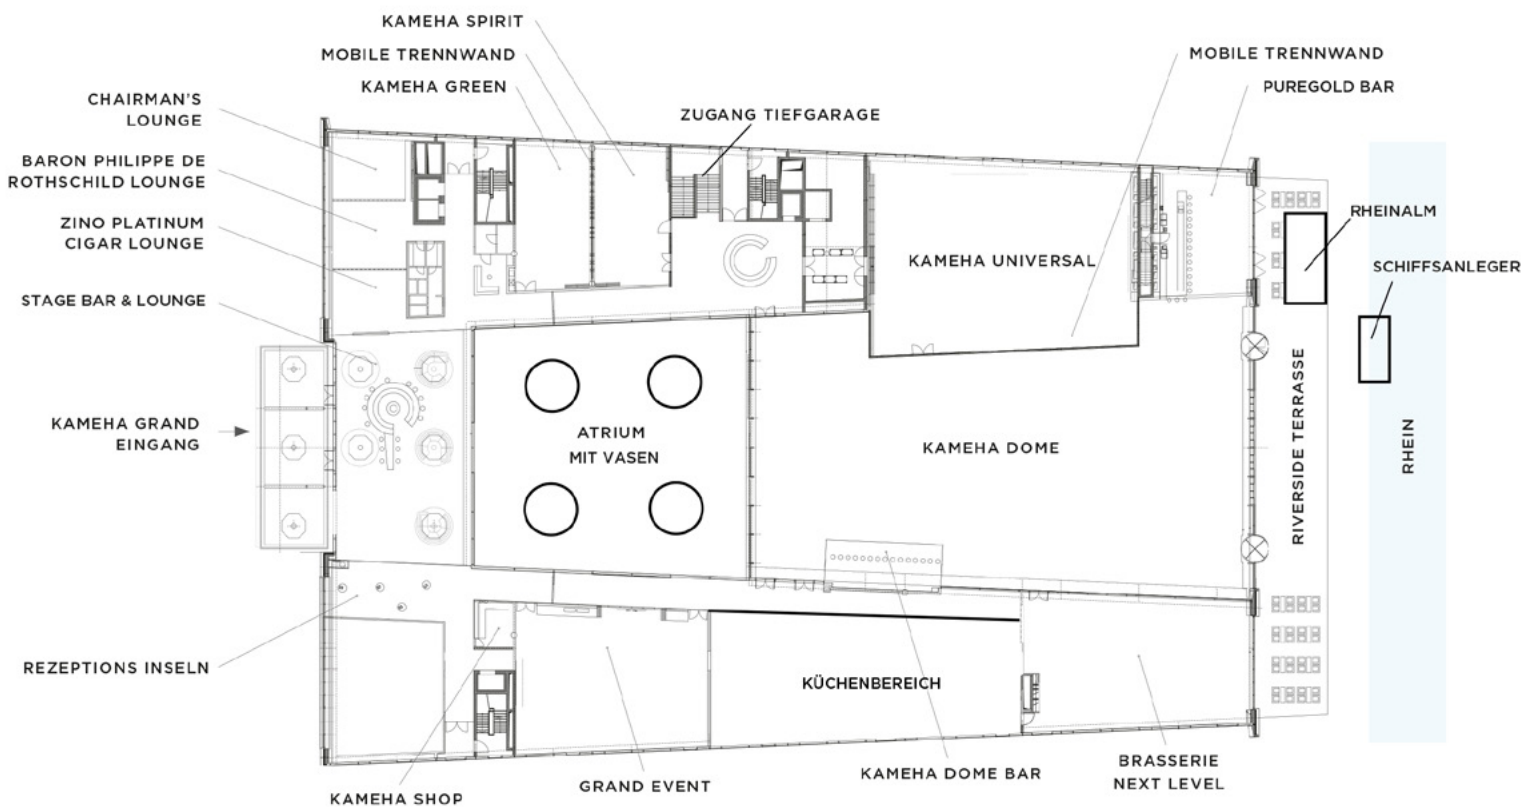 KAMEHA SPIRIT
MOBILE TRENNWAND
KAMEHA GREEN
MOBILE TRENNWAND
PUREGOLD BAR
CHAIRMAN'S
LOUNGE
ZUGANG TIEFGARAGE
BARON PHILIPPE DE
ROTHSCHILD LOUNGE
ZINO PLATINUM
CIGAR LOUNGE
RHEINALM
KAMEHA UNIVERSAL
SCHIFFSANLEGER
STAGE BAR & LOUNGE
KAMEHA GRAND
EINGANG
ATRIUM
MIT VASEN
KAMEHA DOME
RIVERSIDE TERRASSE
RHEIN
REZEPTIONS INSELN
KÜCHENBEREICH
KAMEHA SHOP
GRAND EVENT
KAMEHA DOME BAR
BRASSERIE
NEXT LEVEL